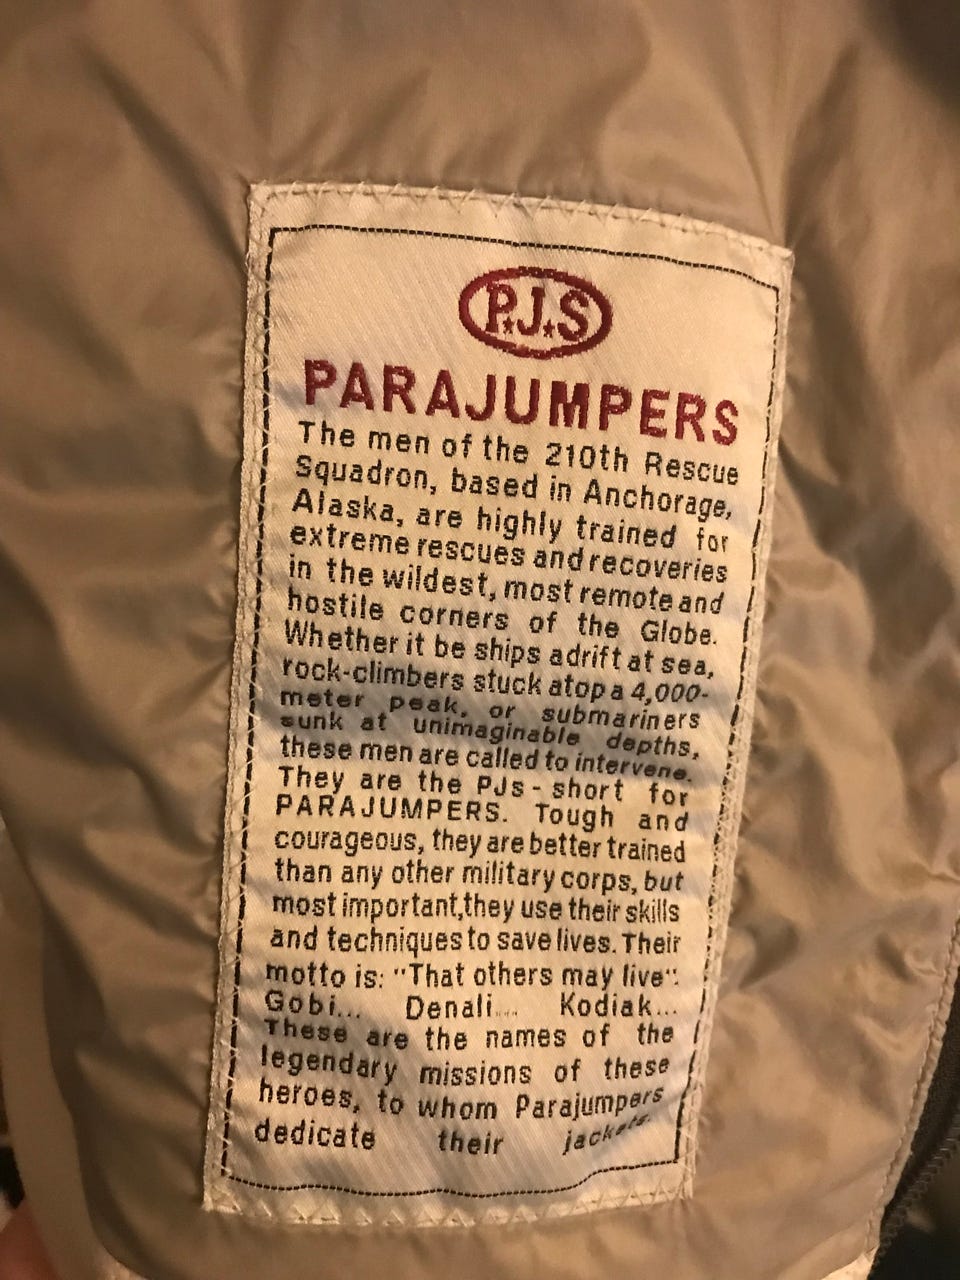 P.J.S
PARAJUMPERS
The men of the 210th Rescue
Squadron, based in Anchorage,
Alaska, are highly trained for
extreme rescues and recoveries
in the wildest, most remote and
hostile corners of the Globe.
Whether it be ships adrift at sea,
rock-climbers stuck atop a 4,000-
meter peak, or submariners
sunk at unimaginable depths,
these men are called to intervene.
They are the PJs - short for
PARAJUMPERS. Tough and
courageous, they are better trained
than any other military corps, but
most important,they use their skills
and techniques to save lives. Their
motto is: "That others may live".
Gobi... Denali... Kodiak...
These are the names of the
legendary missions of these
heroes, to whom Parajumpers
dedicate their jackets.